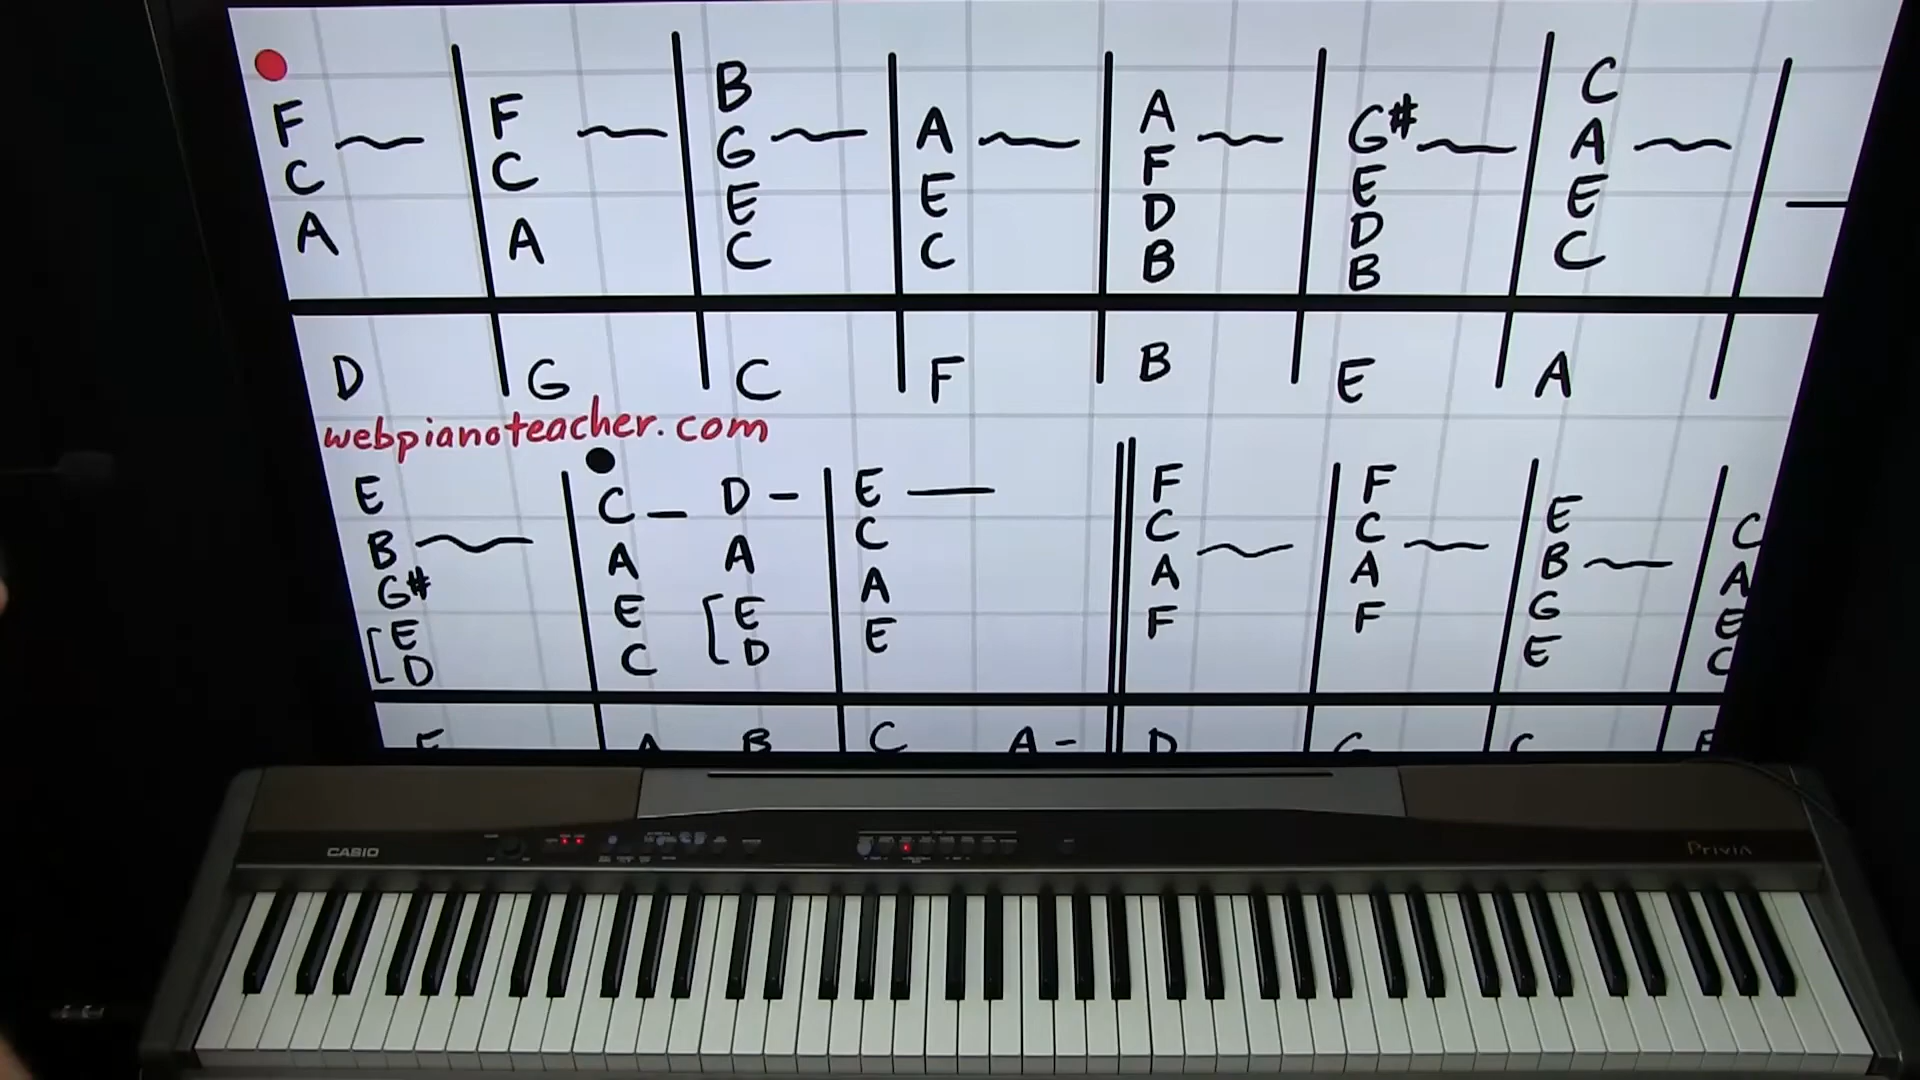 B C
F F A G# A
C C G A E F E E
A A E C D D C
C B B
D G C F B E A
webpianoteacher.com
E C D E F F E C
B A A C C C B A
G# E E A A A G E
E C D E F F E C
D
A B C A- D G C
CASIO
Privia